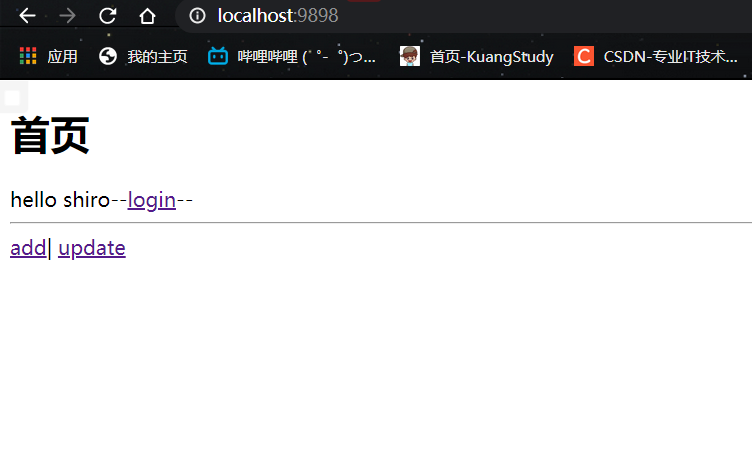 localhost:9898
应用 我的主页 哔哩哔哩 (゜-゜)つ... 首页-KuangStudy CSDN-专业IT技术...
首页
hello shiro--login--
add| update